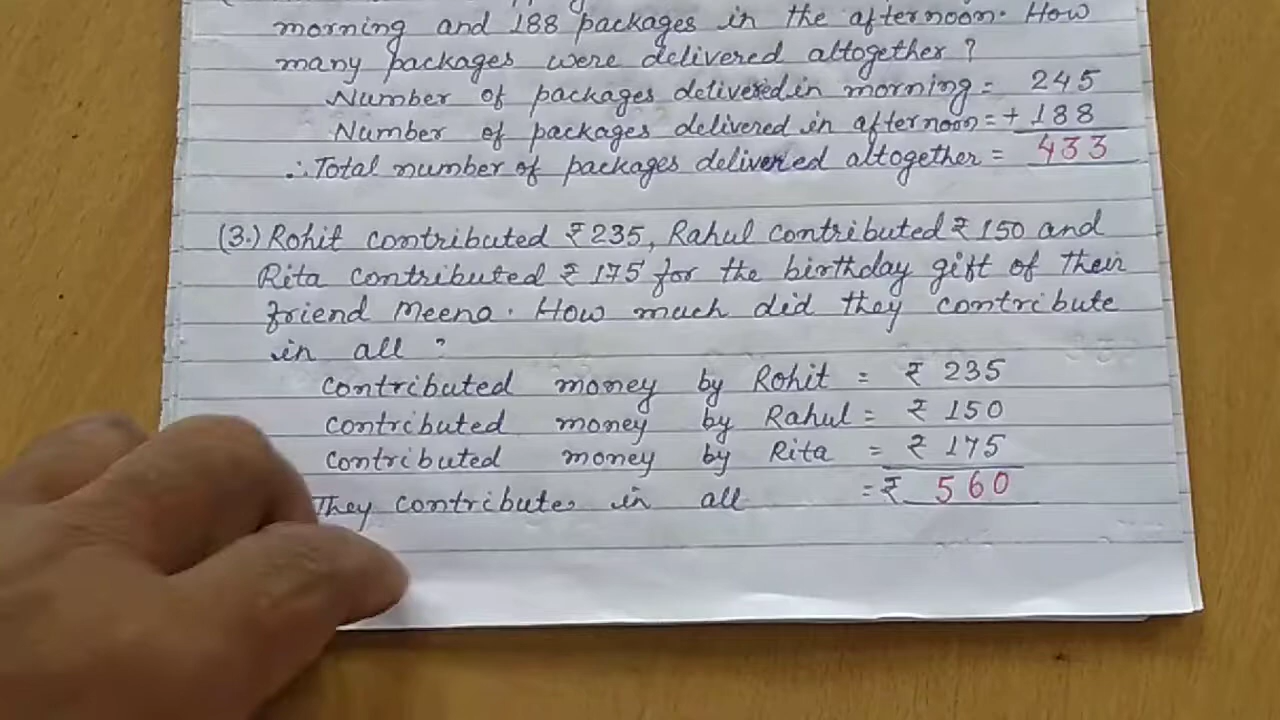 morning and 188 packages in the afternoon. How
many packages were delivered altogether ?
Number of packages delivered in morning = 245
Number of packages delivered in afternoon = + 188
∴ Total number of packages delivered altogether = 433
(3.) Rohit contributed ₹ 235, Rahul contributed ₹ 150 and
Rita contributed ₹ 175 for the birthday gift of their
friend Meena. How much did they contribute
in all ?
contributed money by Rohit = ₹ 235
contributed money by Rahul = ₹ 150
contributed money by Rita = ₹ 175
They contributes in all = ₹ 560